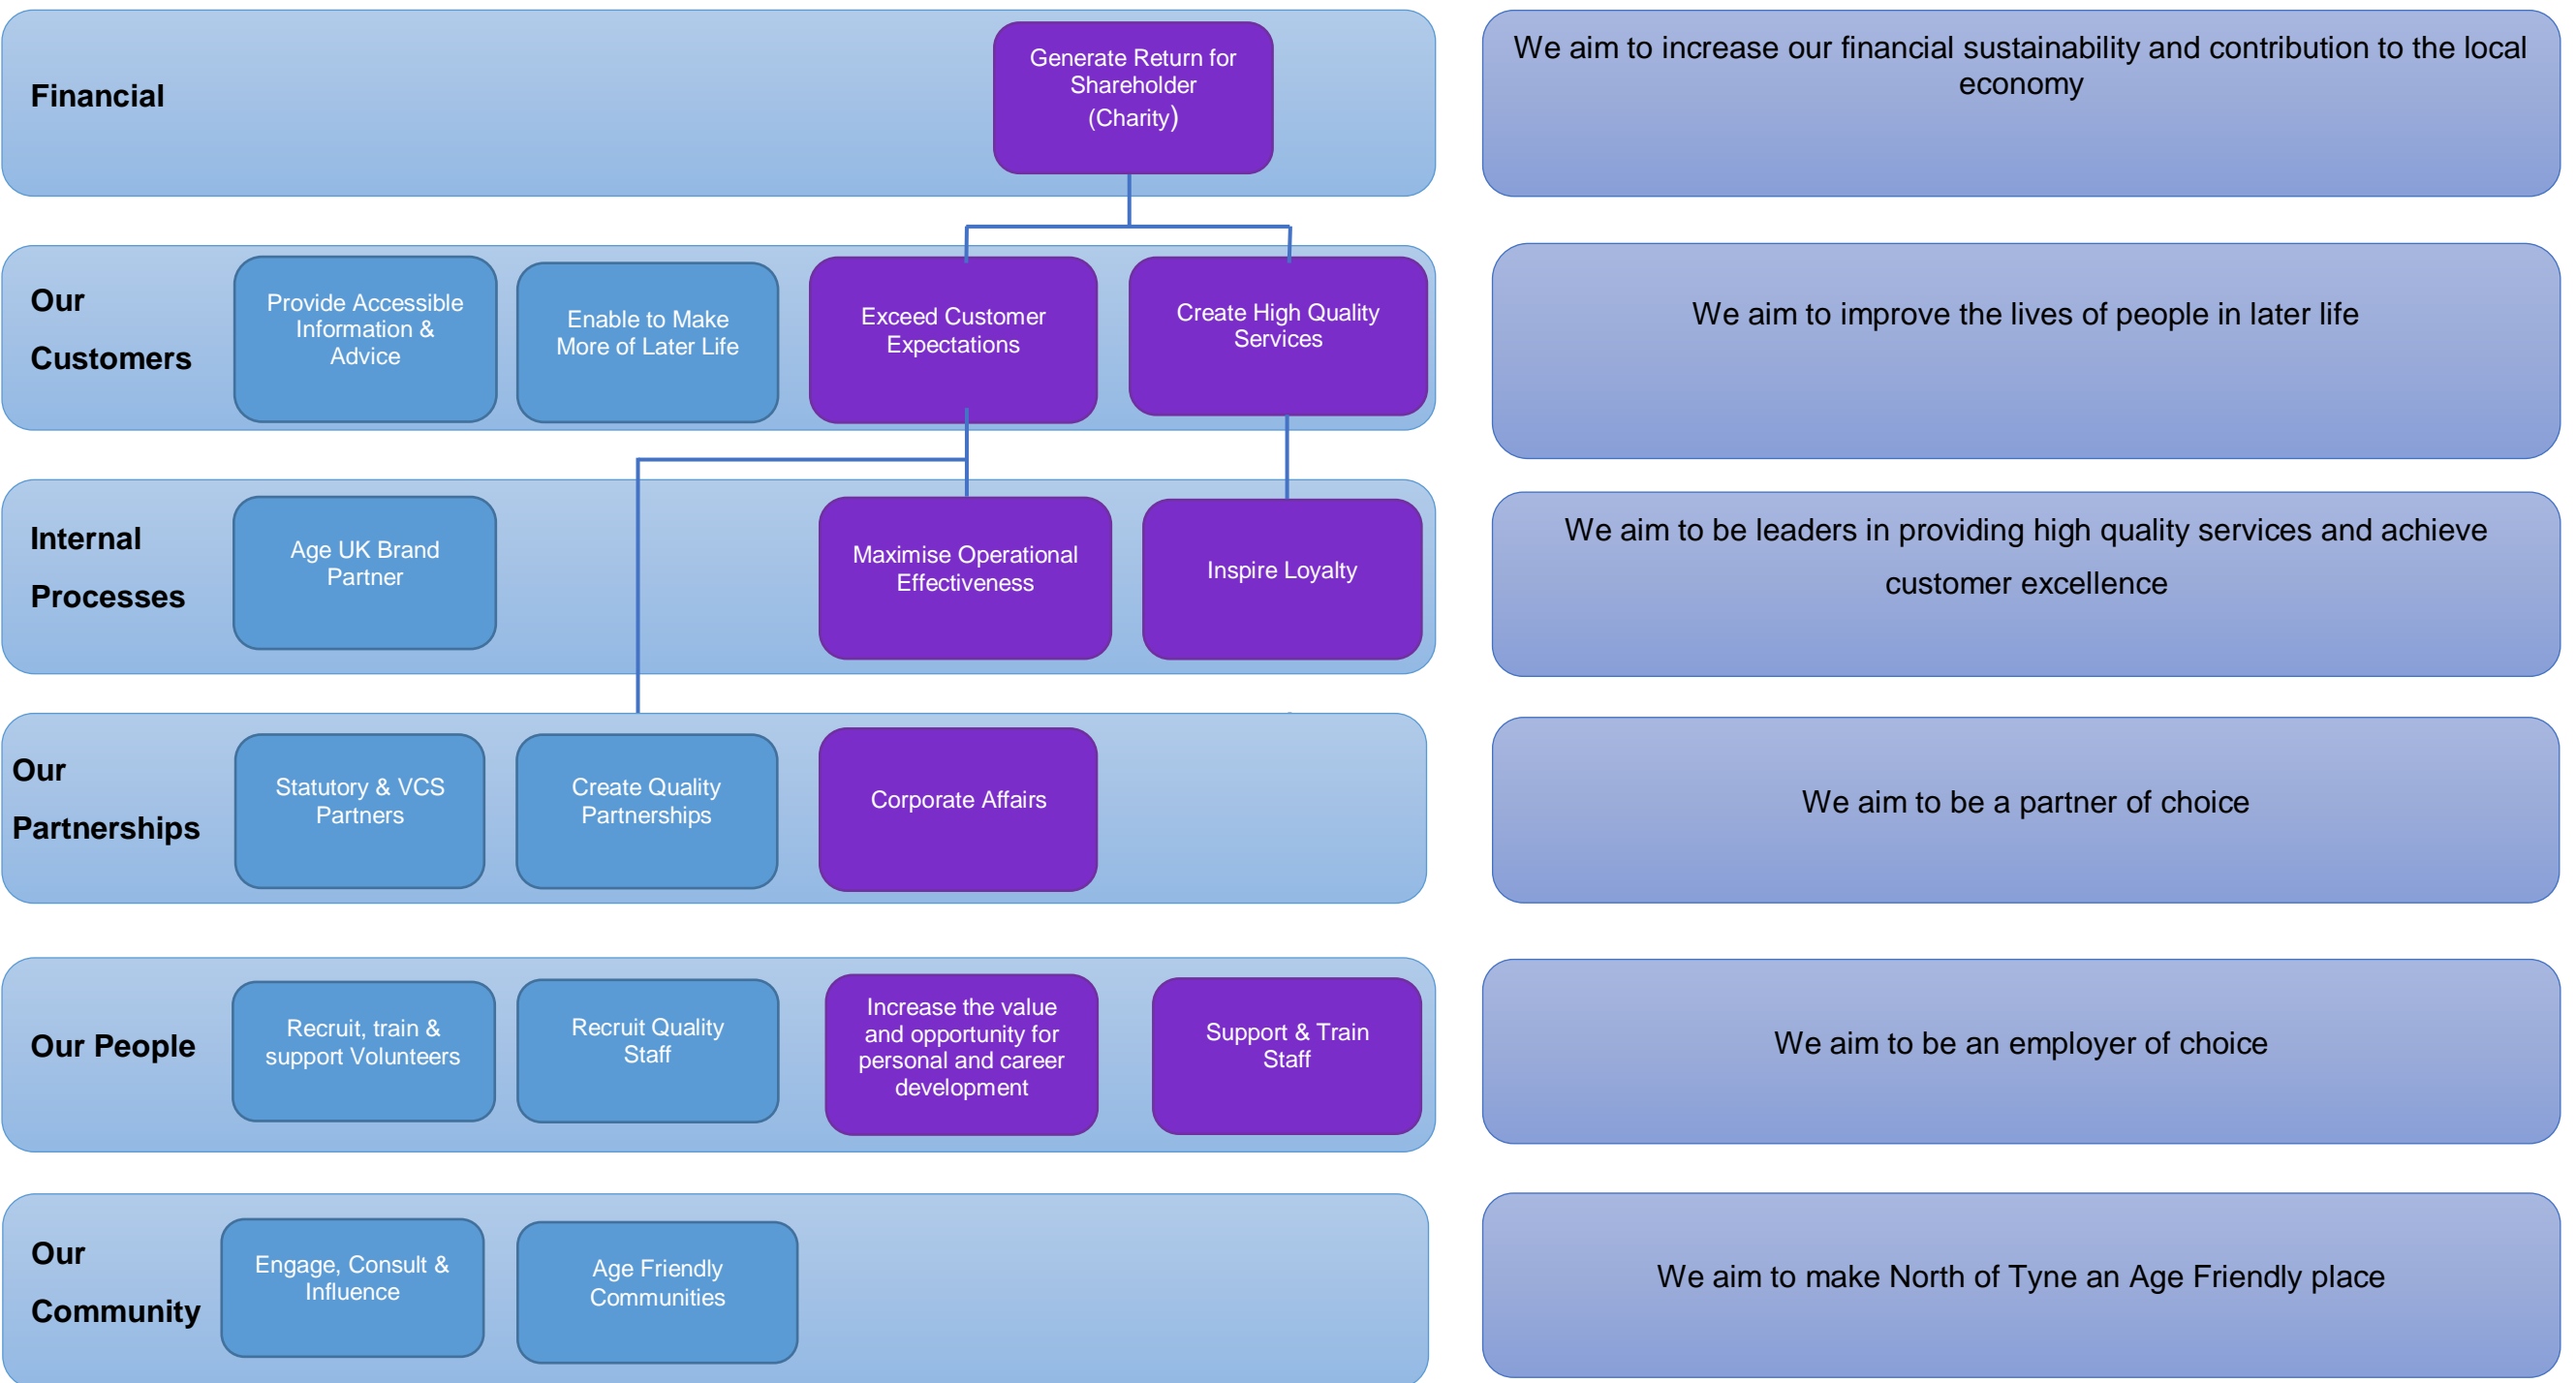 Financial
Generate Return for
Shareholder
(Charity)
We aim to increase our financial sustainability and contribution to the local
economy
Our
Customers
Provide Accessible
Information &
Advice
Enable to Make
More of Later Life
Exceed Customer
Expectations
Create High Quality
Services
We aim to improve the lives of people in later life
Internal
Processes
Age UK Brand
Partner
Maximise Operational
Effectiveness
Inspire Loyalty
We aim to be leaders in providing high quality services and achieve
customer excellence
Our
Partnerships
Statutory & VCS
Partners
Create Quality
Partnerships
Corporate Affairs
We aim to be a partner of choice
Our People
Recruit, train &
support Volunteers
Recruit Quality
Staff
Increase the value
and opportunity for
personal and career
development
Support & Train
Staff
We aim to be an employer of choice
Our
Community
Engage, Consult &
Influence
Age Friendly
Communities
We aim to make North of Tyne an Age Friendly place